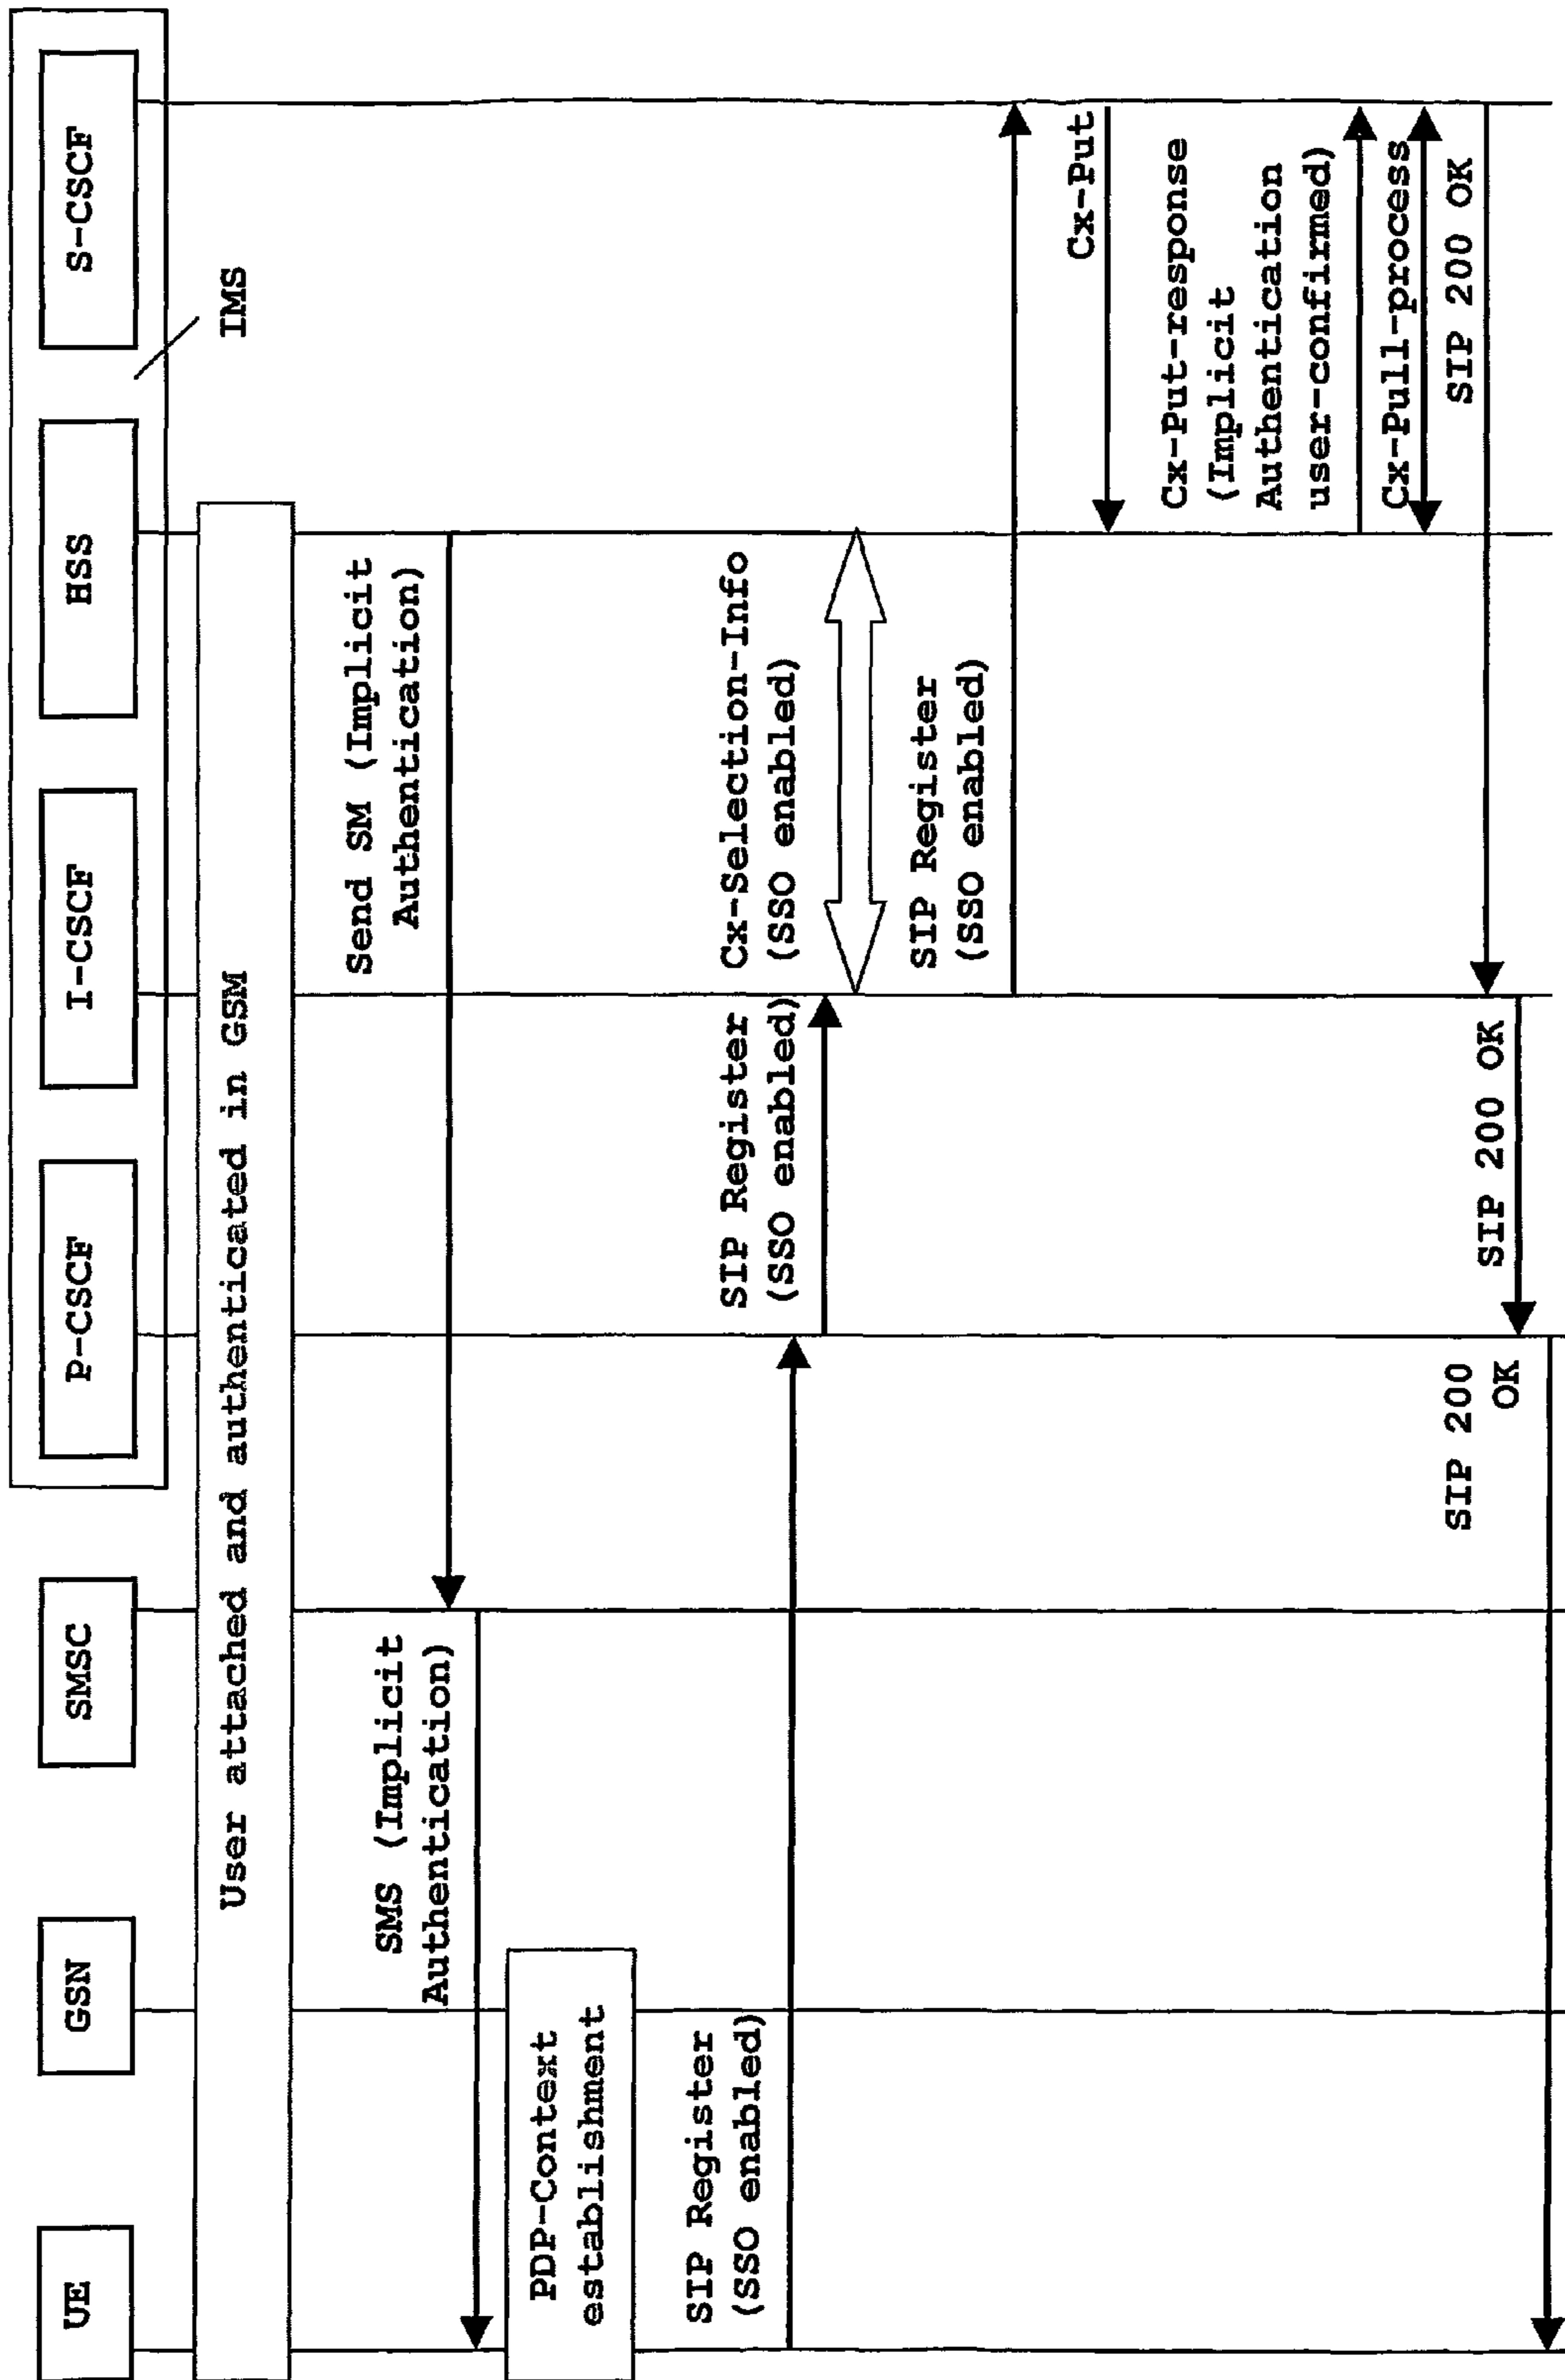 UE
GSN
SMSC
P-CSCF
I-CSCF
HSS
S-CSCF
IMS
User attached and authenticated in GSM
Send SM (Implicit
Authentication)
SMS (Implicit
Authentication)
PDP-Context
establishment
SIP Register
(SSO enabled)
SIP Register
(SSO enabled)
Cx-Selection-Info
(SSO enabled)
SIP Register
(SSO enabled)
Cx-Put
Cx-Put-response
(Implicit
Authentication
user-confirmed)
Cx-Pull-process
SIP 200 OK
SIP 200 OK
SIP 200
OK